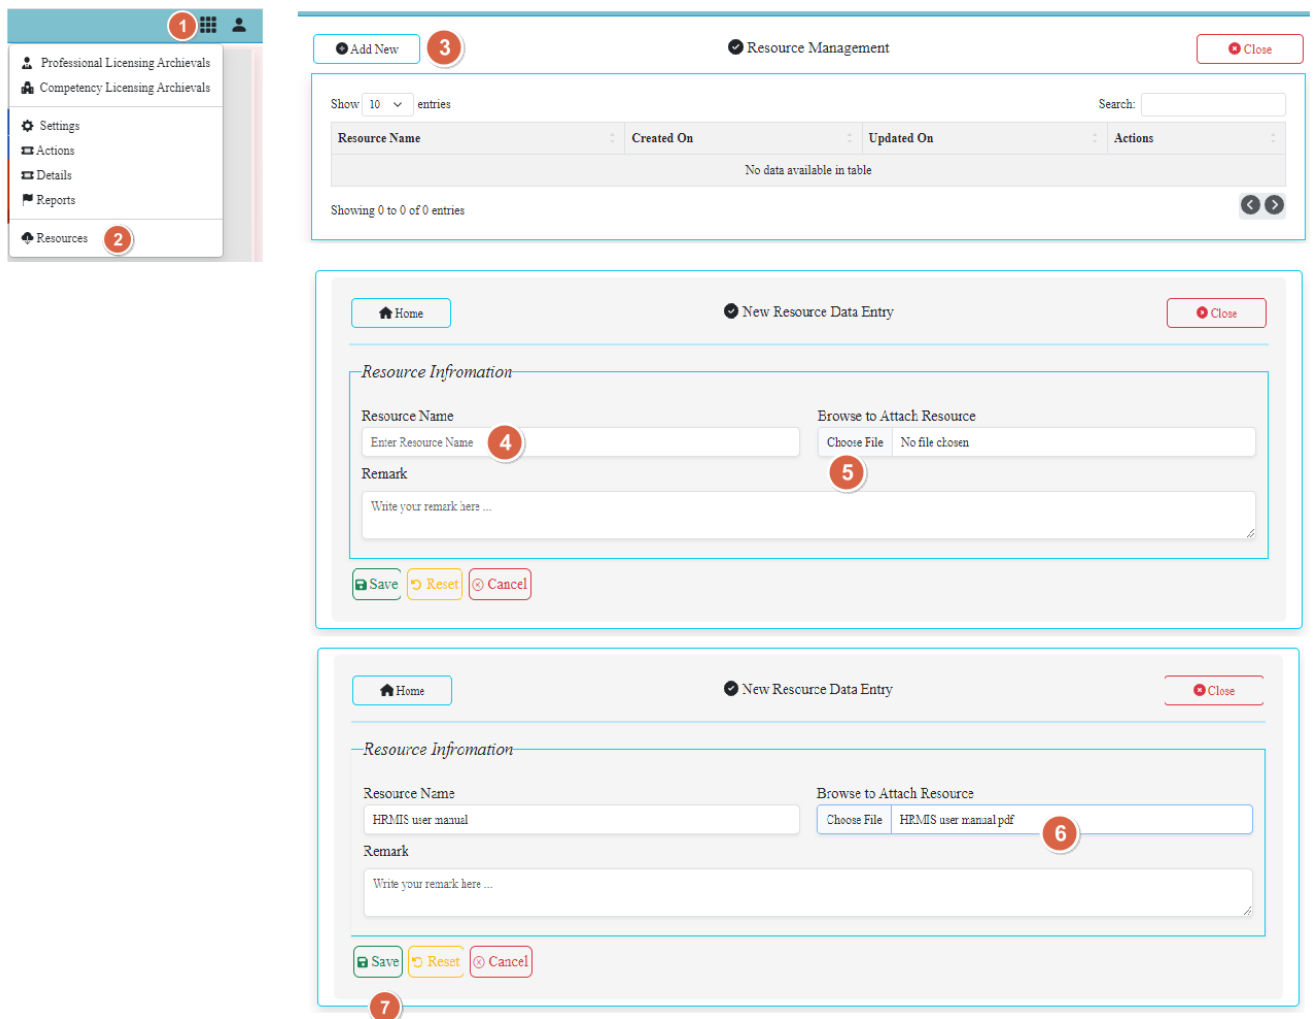 1
Professional Licensing Archievals
Competency Licensing Archievals
Settings
Actions
Details
Reports
Resources 2
Add New 3 Resource Management Close
Show 10 entries Search:
Resource Name Created On Updated On Actions
No data available in table
Showing 0 to 0 of 0 entries
Home New Resource Data Entry Close
Resource Infromation
Resource Name Browse to Attach Resource
Enter Resource Name 4 Choose File No file chosen
5
Remark
Write your remark here ...
Save Reset Cancel
Home New Resource Data Entry Close
Resource Infromation
Resource Name Browse to Attach Resource
HRMIS user manual Choose File HRMIS user manual.pdf 6
Remark
Write your remark here ...
Save Reset Cancel
7